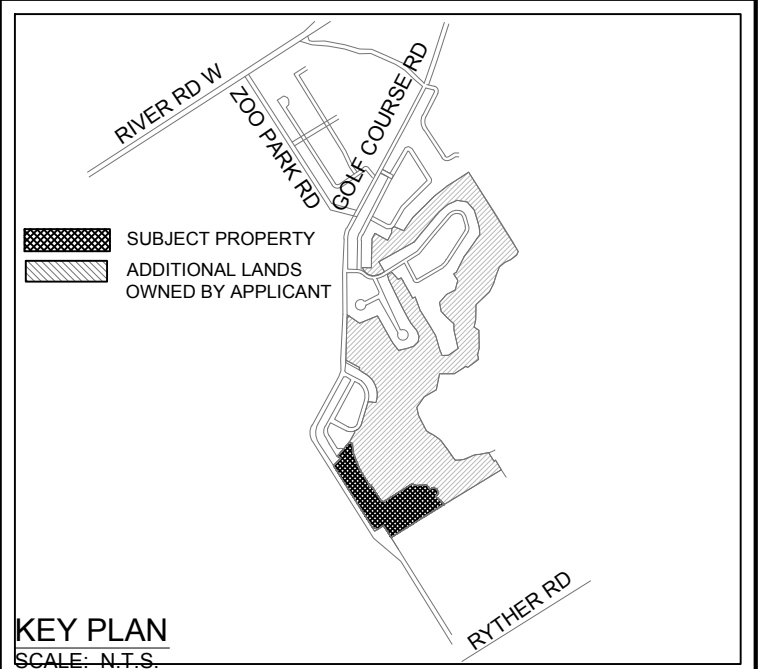 RIVER RD W
ZOO PARK RD
GOLF COURSE RD
SUBJECT PROPERTY
ADDITIONAL LANDS
OWNED BY APPLICANT
RYTHER RD
KEY PLAN
SCALE: N.T.S.